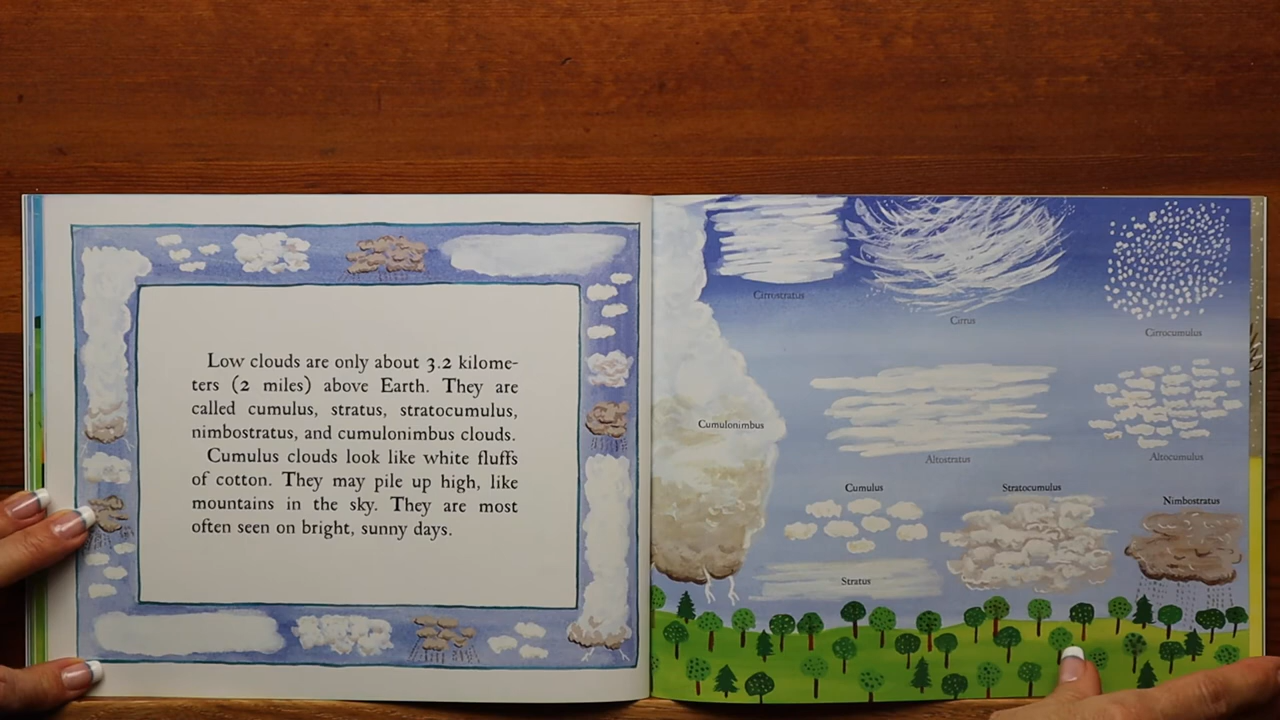 Low clouds are only about 3.2 kilome-
ters (2 miles) above Earth. They are
called cumulus, stratus, stratocumulus,
nimbostratus, and cumulonimbus clouds.
Cumulus clouds look like white fluffs
of cotton. They may pile up high, like
mountains in the sky. They are most
often seen on bright, sunny days.
Cirrostratus
Cirrus
Cirrocumulus
Cumulonimbus
Altostratus
Altocumulus
Cumulus
Stratocumulus
Nimbostratus
Stratus